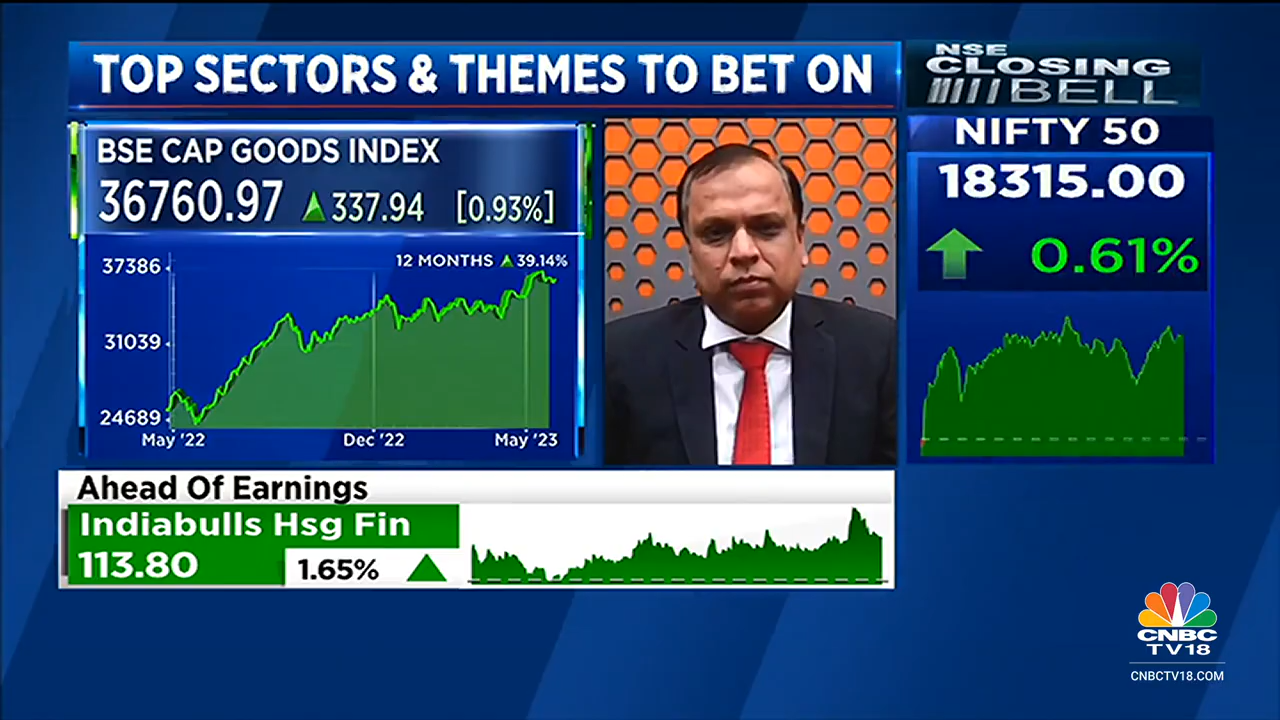 TOP SECTORS & THEMES TO BET ON
NSE
CLOSING
BELL
BSE CAP GOODS INDEX
36760.97 ▲ 337.94 [0.93%]
12 MONTHS ▲ 39.14%
37386
31039
24689
May '22 Dec '22 May '23
NIFTY 50
18315.00
0.61%
Ahead Of Earnings
Indiabulls Hsg Fin
113.80 1.65%
CNBC
TV18
CNBCTV18.COM